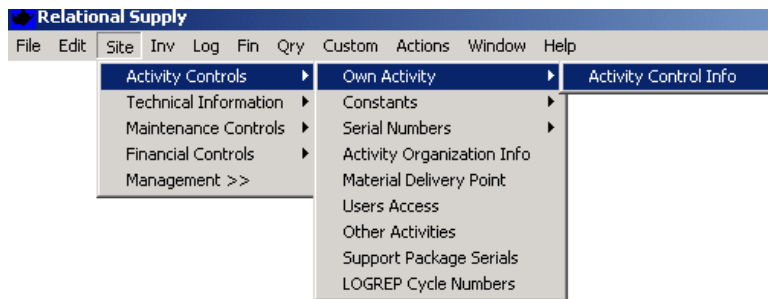 Relational Supply
File Edit Site Inv Log Fin Qry Custom Actions Window Help
Activity Controls
Technical Information
Maintenance Controls
Financial Controls
Management >>
Own Activity
Constants
Serial Numbers
Activity Organization Info
Material Delivery Point
Users Access
Other Activities
Support Package Serials
LOGREP Cycle Numbers
Activity Control Info